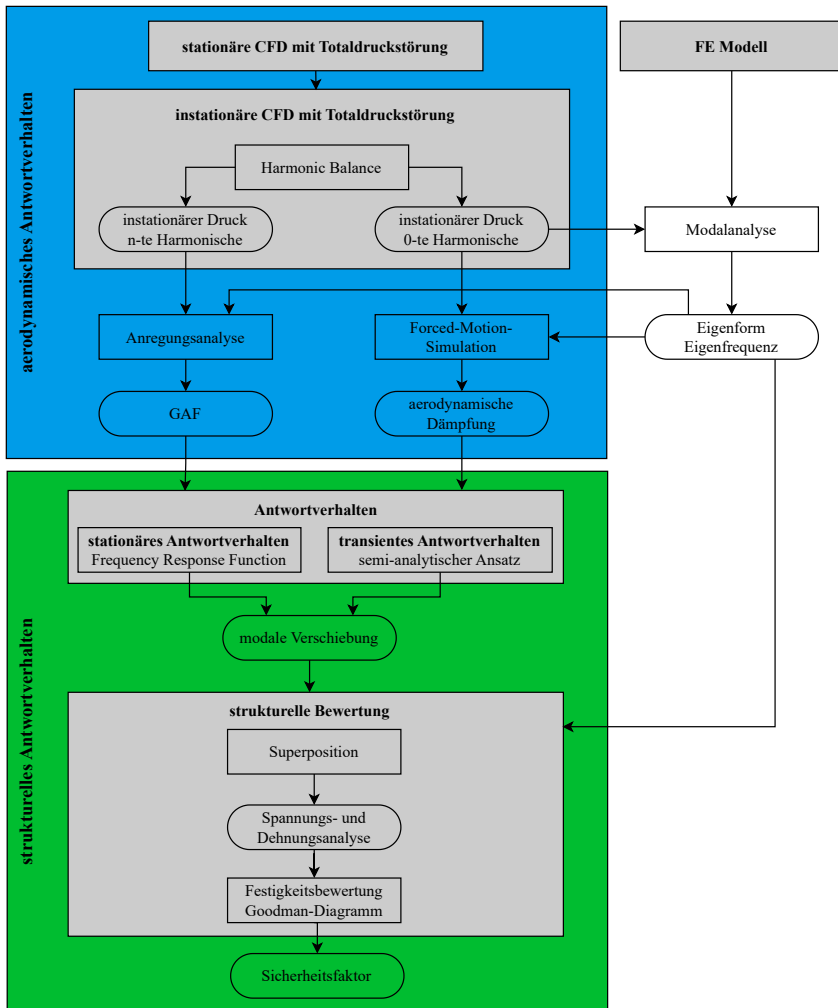 stationäre CFD mit Totaldruckstörung
FE Modell
aerodynamisches Antwortverhalten
instationäre CFD mit Totaldruckstörung
Harmonic Balance
instationärer Druck
n-te Harmonische
instationärer Druck
0-te Harmonische
Modalanalyse
Anregungsanalyse
Forced-Motion-
Simulation
Eigenform
Eigenfrequenz
GAF
aerodynamische
Dämpfung
strukturelles Antwortverhalten
Antwortverhalten
stationäres Antwortverhalten
Frequency Response Function
transientes Antwortverhalten
semi-analytischer Ansatz
modale Verschiebung
strukturelle Bewertung
Superposition
Spannungs- und
Dehnungsanalyse
Festigkeitsbewertung
Goodman-Diagramm
Sicherheitsfaktor